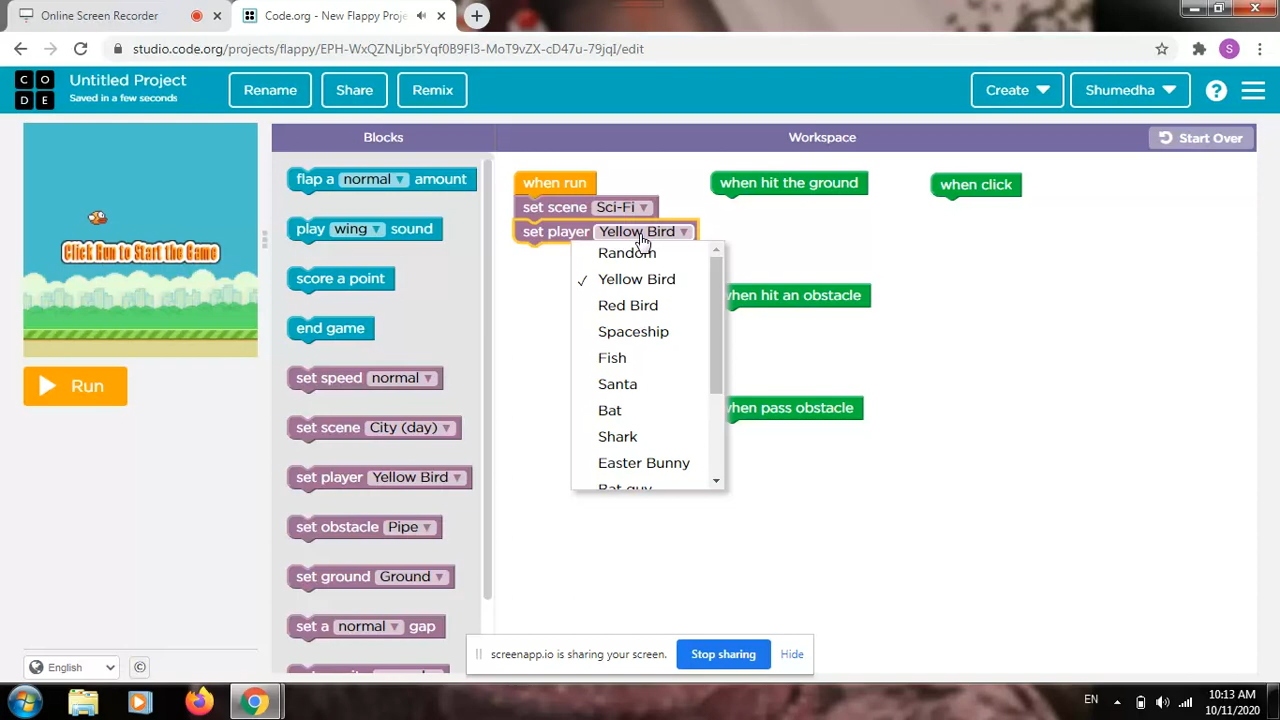 Online Screen Recorder
Code.org - New Flappy Proje
studio.code.org/projects/flappy/EPH-WxQZNLjbr5Yqf0B9Fl3-MoT9vZX-cD47u-79jqI/edit
S
C O
D E
Untitled Project
Saved in a few seconds
Rename
Share
Remix
Create
Shumedha
?
Blocks
Workspace
Start Over
Click Run to Start the Game
Run
flap a normal amount
play wing sound
score a point
end game
set speed normal
set scene City (day)
set player Yellow Bird
set obstacle Pipe
set ground Ground
set a normal gap
when run
set scene Sci-Fi
set player Yellow Bird
Random
Yellow Bird
Red Bird
Spaceship
Fish
Santa
Bat
Shark
Easter Bunny
Bat guy
when hit the ground
when hit an obstacle
when pass obstacle
when click
screenapp.io is sharing your screen.
Stop sharing
Hide
English
©
EN
10:13 AM
10/11/2020